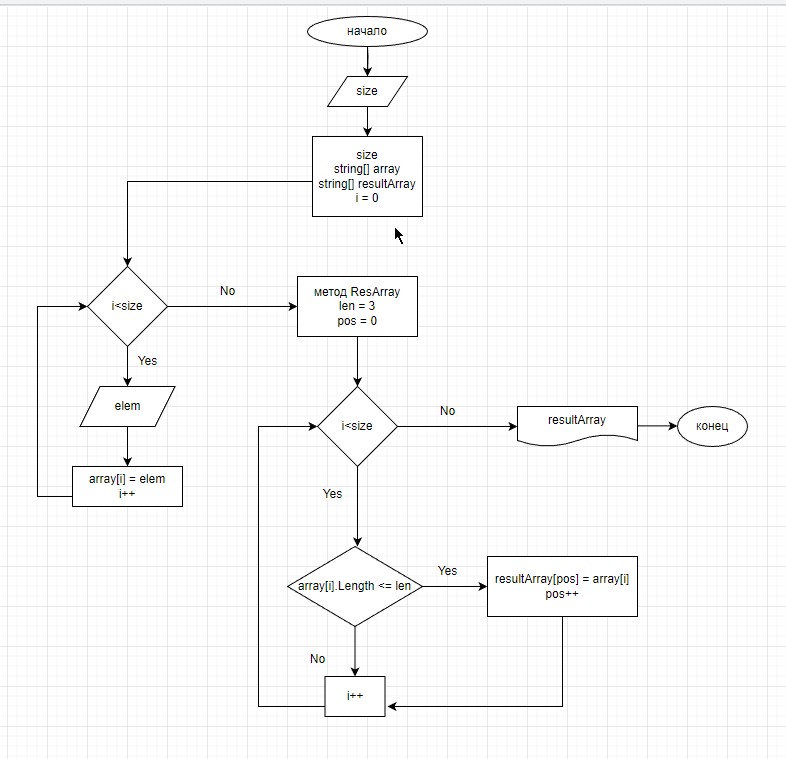 начало
size
size
string[] array
string[] resultArray
i = 0
i<size
No
Yes
elem
array[i] = elem
i++
метод ResArray
len = 3
pos = 0
i<size
No
resultArray
конец
Yes
array[i].Length <= len
Yes
resultArray[pos] = array[i]
pos++
No
i++